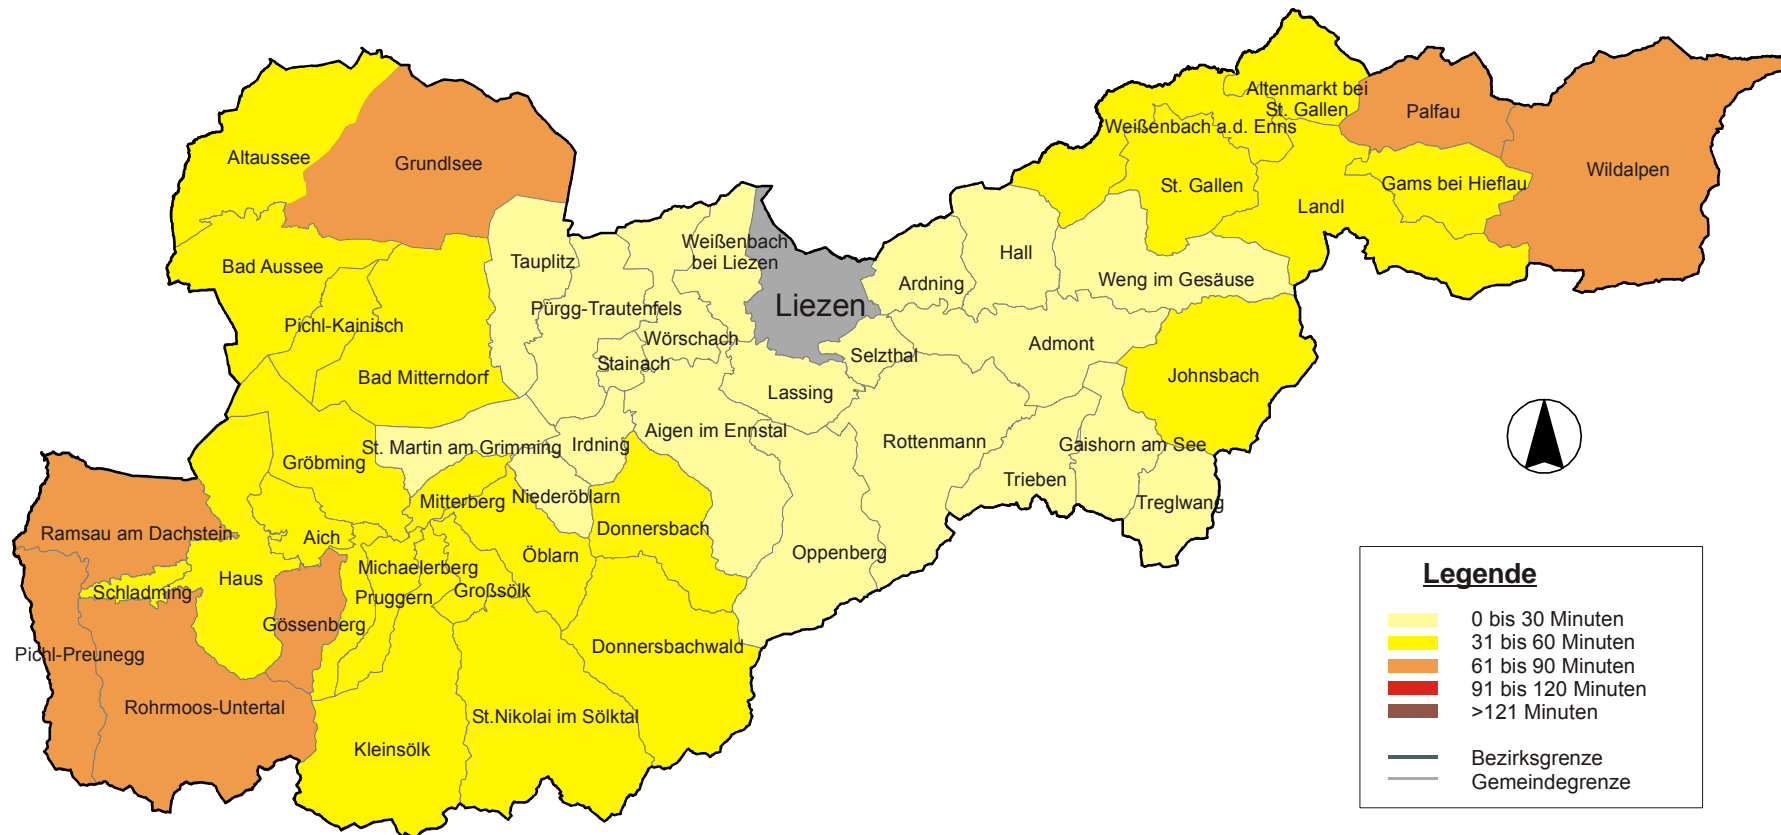 Altenmarkt bei
St. Gallen
Palfau
Weißenbach a.d. Enns
Altaussee
Grundlsee
Wildalpen
St. Gallen
Gams bei Hieflau
Landl
Weißenbach
bei Liezen
Hall
Tauplitz
Bad Aussee
Ardning
Weng im Gesäuse
Liezen
Pürgg-Trautenfels
Pichl-Kainisch
Wörschach
Admont
Selzthal
Stainach
Bad Mitterndorf
Johnsbach
Lassing
Aigen im Ennstal
St. Martin am Grimming
Irdning
Rottenmann
Gaishorn am See
Gröbming
Trieben
Mitterberg
Niederöblarn
Treglwang
Donnersbach
Ramsau am Dachstein
Aich
Öblarn
Oppenberg
Michaelerberg
Haus
Schladming
Großsölk
Pruggern
Gössenberg
Donnersbachwald
Pichl-Preunegg
Rohrmoos-Untertal
St.Nikolai im Sölktal
Kleinsölk
Legende
0 bis 30 Minuten
31 bis 60 Minuten
61 bis 90 Minuten
91 bis 120 Minuten
>121 Minuten
Bezirksgrenze
Gemeindegrenze